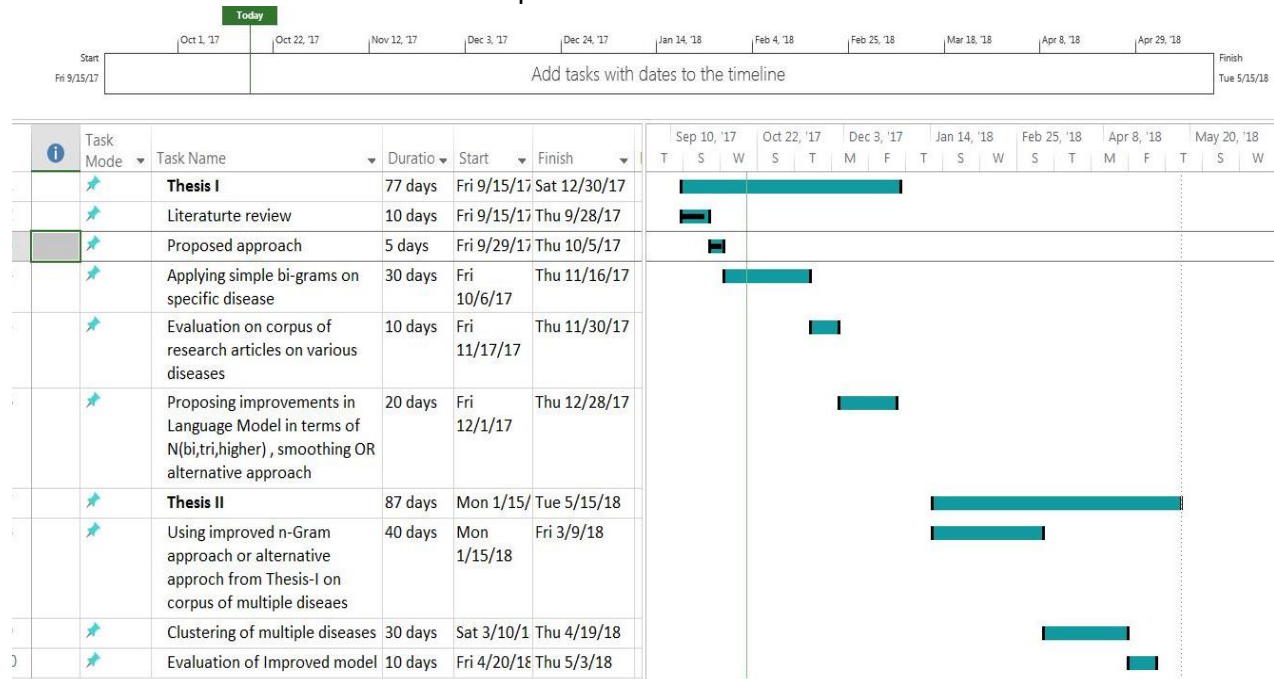 Today
Oct 1, '17 Oct 22, '17 Nov 12, '17 Dec 3, '17 Dec 24, '17 Jan 14, '18 Feb 4, '18 Feb 25, '18 Mar 18, '18 Apr 8, '18 Apr 29, '18
Start
Fri 9/15/17
Add tasks with dates to the timeline
Finish
Tue 5/15/18
Task Mode Task Name Duratio Start Finish
Sep 10, '17 Oct 22, '17 Dec 3, '17 Jan 14, '18 Feb 25, '18 Apr 8, '18 May 20, '18
T S W S T M F T S W S T M F T S W
Thesis I 77 days Fri 9/15/17 Sat 12/30/17
Literaturte review 10 days Fri 9/15/17 Thu 9/28/17
Proposed approach 5 days Fri 9/29/17 Thu 10/5/17
Applying simple bi-grams on 30 days Fri Thu 11/16/17
specific disease 10/6/17
Evaluation on corpus of 10 days Fri Thu 11/30/17
research articles on various 11/17/17
diseases
Proposing improvements in 20 days Fri Thu 12/28/17
Language Model in terms of 12/1/17
N(bi,tri,higher) , smoothing OR
alternative approach
Thesis II 87 days Mon 1/15/ Tue 5/15/18
Using improved n-Gram 40 days Mon Fri 3/9/18
approach or alternative 1/15/18
approch from Thesis-I on
corpus of multiple diseaes
Clustering of multiple diseases 30 days Sat 3/10/1 Thu 4/19/18
Evaluation of Improved model 10 days Fri 4/20/18 Thu 5/3/18